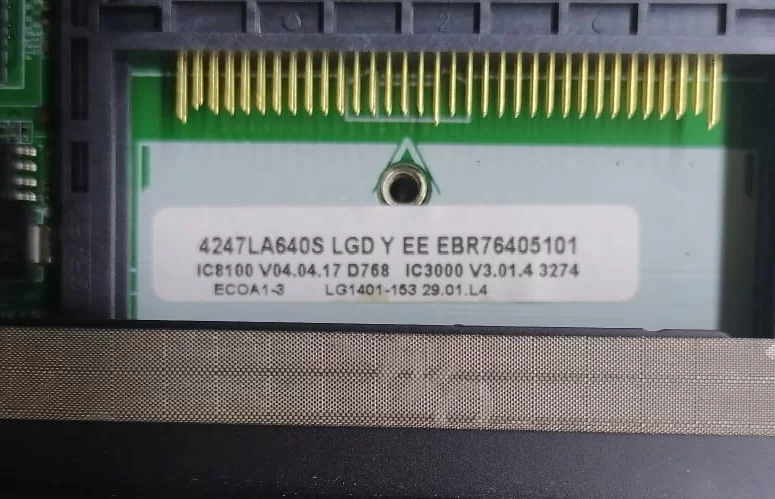 4247LA640S LGD Y EE EBR76405101
IC8100 V04.04.17 D768 IC3000 V3.01.4 3274
ECOA1-3 LG1401-153 29.01.L4